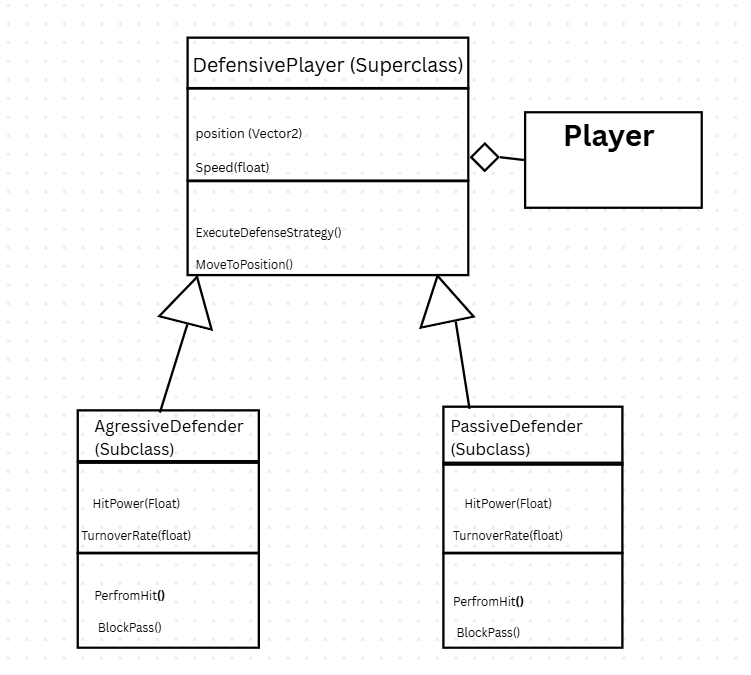 DefensivePlayer (Superclass)
position (Vector2)
Speed(float)
ExecuteDefenseStrategy()
MoveToPosition()
Player
AgressiveDefender
(Subclass)
HitPower(Float)
TurnoverRate(float)
PerfromHit()
BlockPass()
PassiveDefender
(Subclass)
HitPower(Float)
TurnoverRate(float)
PerfromHit()
BlockPass()